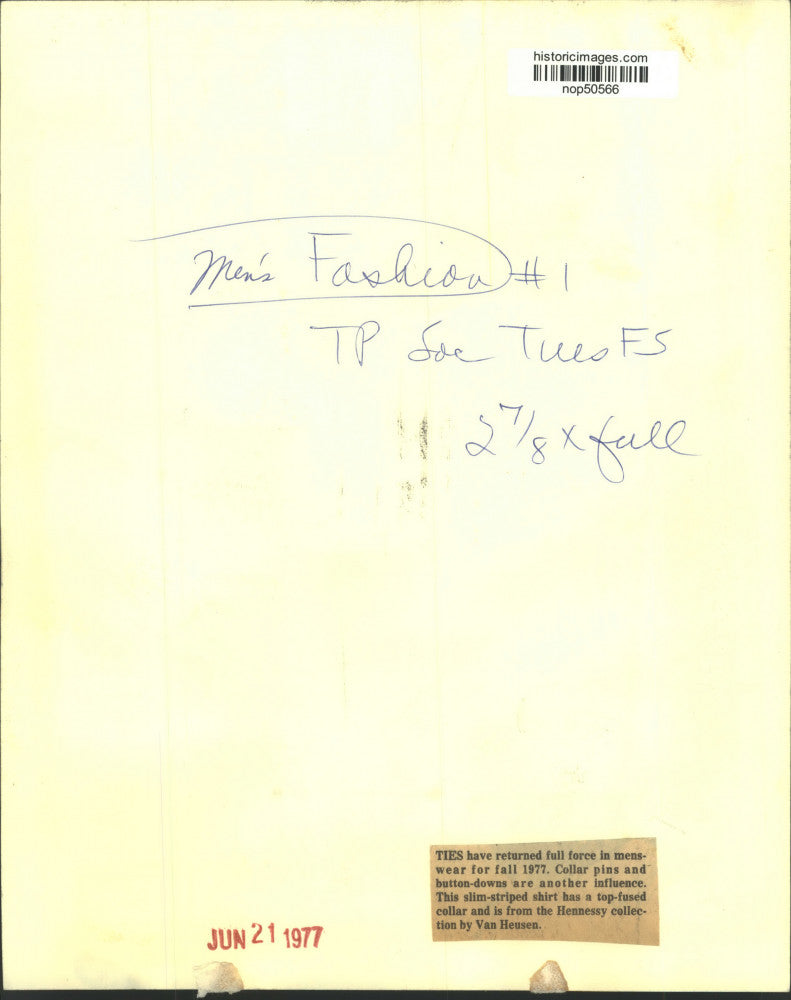 historicimages.com
nop50566
Men's Fashion #1
TP Soc Tues FS
2 7/8 x full
TIES have returned full force in mens-
wear for fall 1977. Collar pins and
button-downs are another influence.
This slim-striped shirt has a top-fused
collar and is from the Hennessy collec-
tion by Van Heusen.
JUN 21 1977